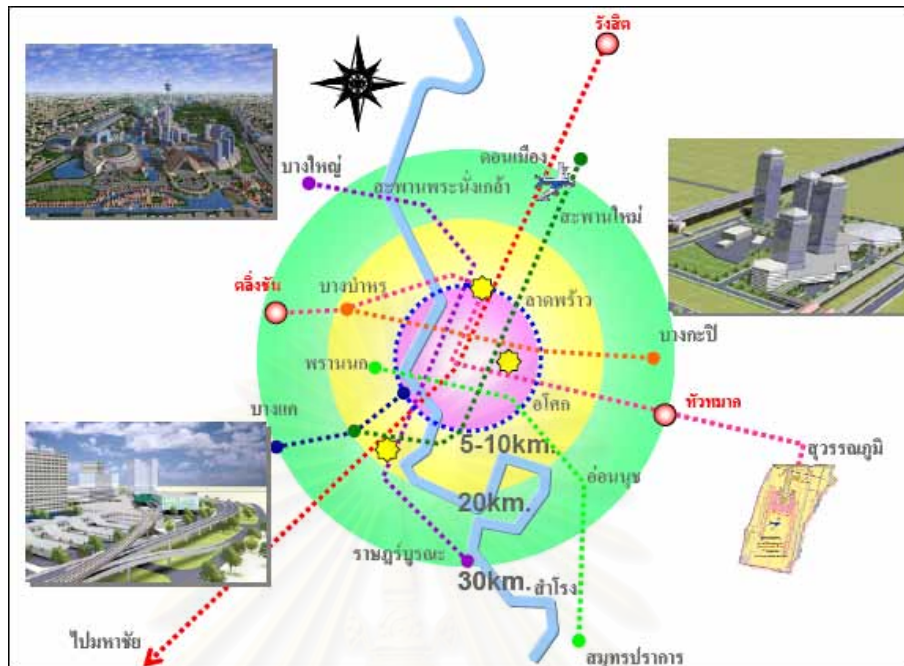 รังสิต
ดอนเมือง
บางใหญ่
สะพานพระนั่งเกล้า
สะพานใหม่
ตลิ่งชัน
บางบำหรุ
ลาดพร้าว
บางกะปิ
พรานนก
อโศก
หัวหมาก
บางแค
5-10km.
สุวรรณภูมิ
อ่อนนุช
20km.
ราษฎร์บูรณะ
30km.
สำโรง
ไปมหาชัย
สมุทรปราการ